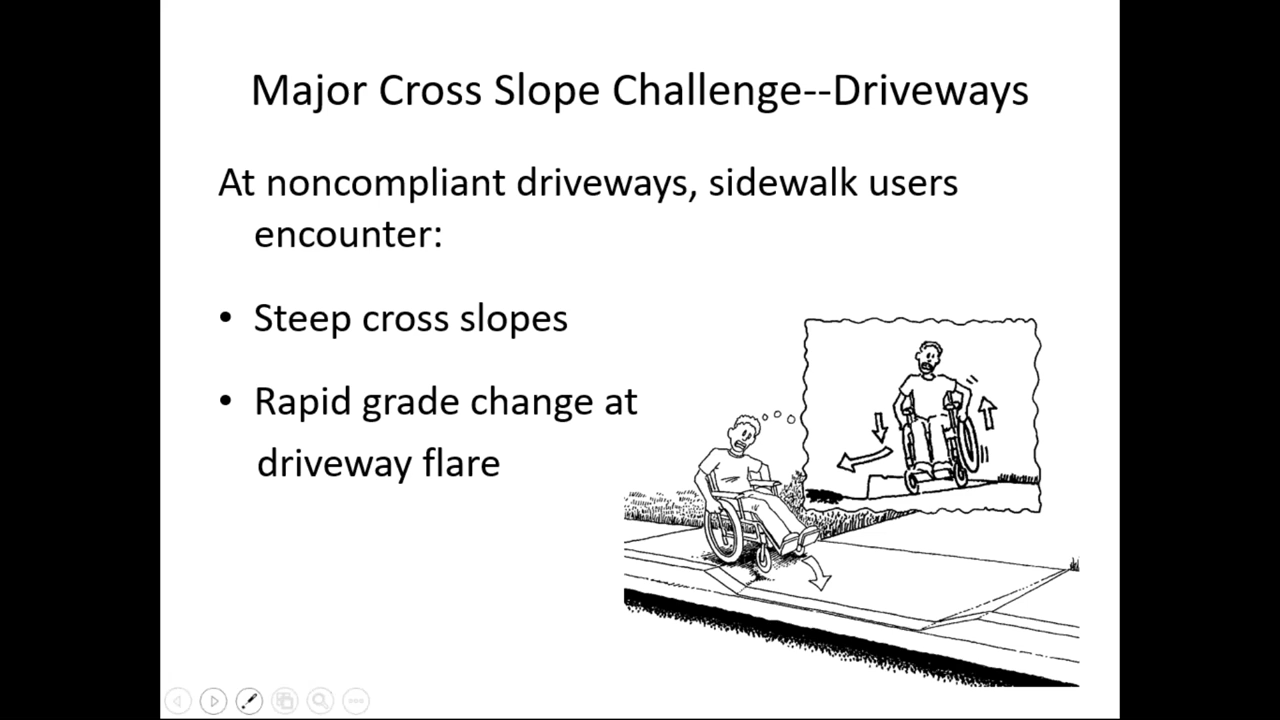 Major Cross Slope Challenge--Driveways
At noncompliant driveways, sidewalk users
encounter:
• Steep cross slopes
• Rapid grade change at
driveway flare